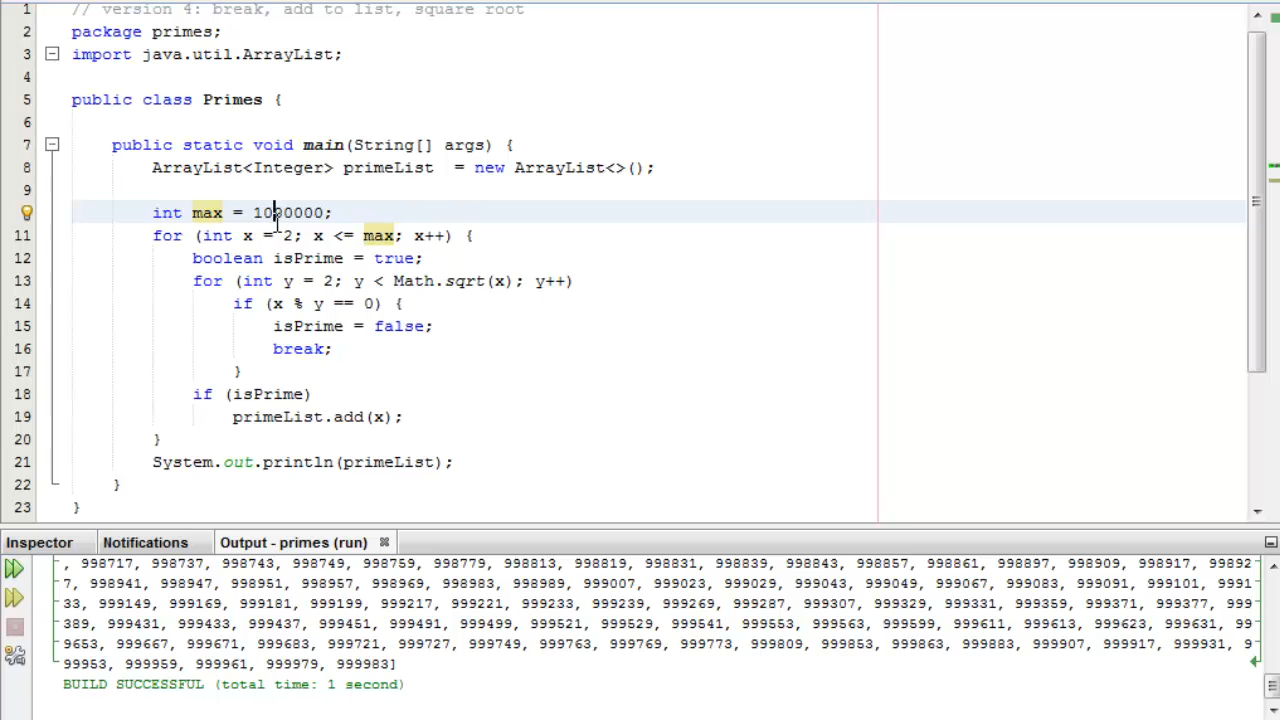 1 // version 4: break, add to list, square root
2 package primes;
3 import java.util.ArrayList;
4
5 public class Primes {
6
7 public static void main(String[] args) {
8 ArrayList<Integer> primeList = new ArrayList<>();
9
int max = 1000000;
11 for (int x = 2; x <= max; x++) {
12 boolean isPrime = true;
13 for (int y = 2; y < Math.sqrt(x); y++)
14 if (x % y == 0) {
15 isPrime = false;
16 break;
17 }
18 if (isPrime)
19 primeList.add(x);
20 }
21 System.out.println(primeList);
22 }
23 }
Inspector Notifications Output - primes (run)
, 998717, 998737, 998743, 998749, 998759, 998779, 998813, 998819, 998831, 998839, 998843, 998857, 998861, 998897, 998909, 998917, 99892
7, 998941, 998947, 998951, 998957, 998969, 998983, 998989, 999007, 999023, 999029, 999043, 999049, 999067, 999083, 999091, 999101, 9991
33, 999149, 999169, 999181, 999199, 999217, 999221, 999233, 999239, 999269, 999287, 999307, 999329, 999331, 999359, 999371, 999377, 999
389, 999431, 999433, 999437, 999451, 999491, 999499, 999521, 999529, 999541, 999553, 999563, 999599, 999611, 999613, 999623, 999631, 99
9653, 999667, 999671, 999683, 999721, 999727, 999749, 999763, 999769, 999773, 999809, 999853, 999863, 999883, 999907, 999917, 999931, 9
99953, 999959, 999961, 999979, 999983]
BUILD SUCCESSFUL (total time: 1 second)